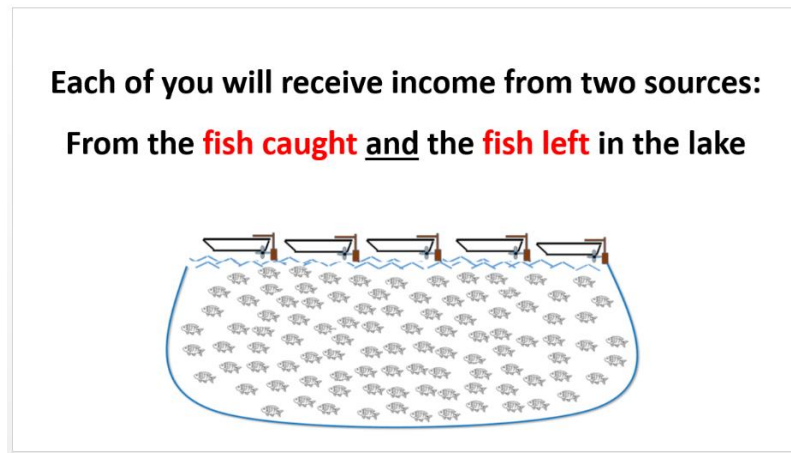 Each of you will receive income from two sources:
From the fish caught and the fish left in the lake